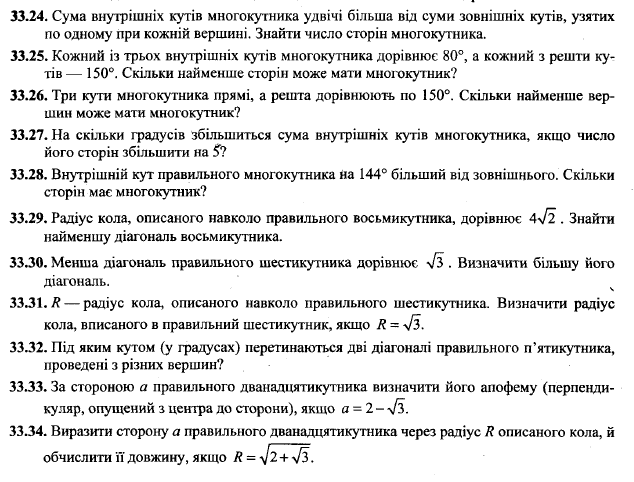 33.24. Сума внутрішніх кутів многокутника удвічі більша від суми зовнішніх кутів, узятих
по одному при кожній вершині. Знайти число сторін многокутника.
33.25. Кожний із трьох внутрішніх кутів многокутника дорівнює 80°, а кожний з решти ку-
тів — 150°. Скільки найменше сторін може мати многокутник?
33.26. Три кути многокутника прямі, а решта дорівнюють по 150°. Скільки найменше вер-
шин може мати многокутник?
33.27. На скільки градусів збільшиться сума внутрішніх кутів многокутника, якщо число
його сторін збільшити на 5?
33.28. Внутрішній кут правильного многокутника на 144° більший від зовнішнього. Скільки
сторін має многокутник?
33.29. Радіус кола, описаного навколо правильного восьмикутника, дорівнює 4√2 . Знайти
найменшу діагональ восьмикутника.
33.30. Менша діагональ правильного шестикутника дорівнює √3 . Визначити більшу його
діагональ.
33.31. R — радіус кола, описаного навколо правильного шестикутника. Визначити радіус
кола, вписаного в правильний шестикутник, якщо R = √3.
33.32. Під яким кутом (у градусах) перетинаються дві діагоналі правильного п’ятикутника,
проведені з різних вершин?
33.33. За стороною a правильного дванадцятикутника визначити його апофему (перпенди-
куляр, опущений з центра до сторони), якщо a = 2 – √3.
33.34. Виразити сторону a правильного дванадцятикутника через радіус R описаного кола, й
обчислити її довжину, якщо R = √(2 + √3).